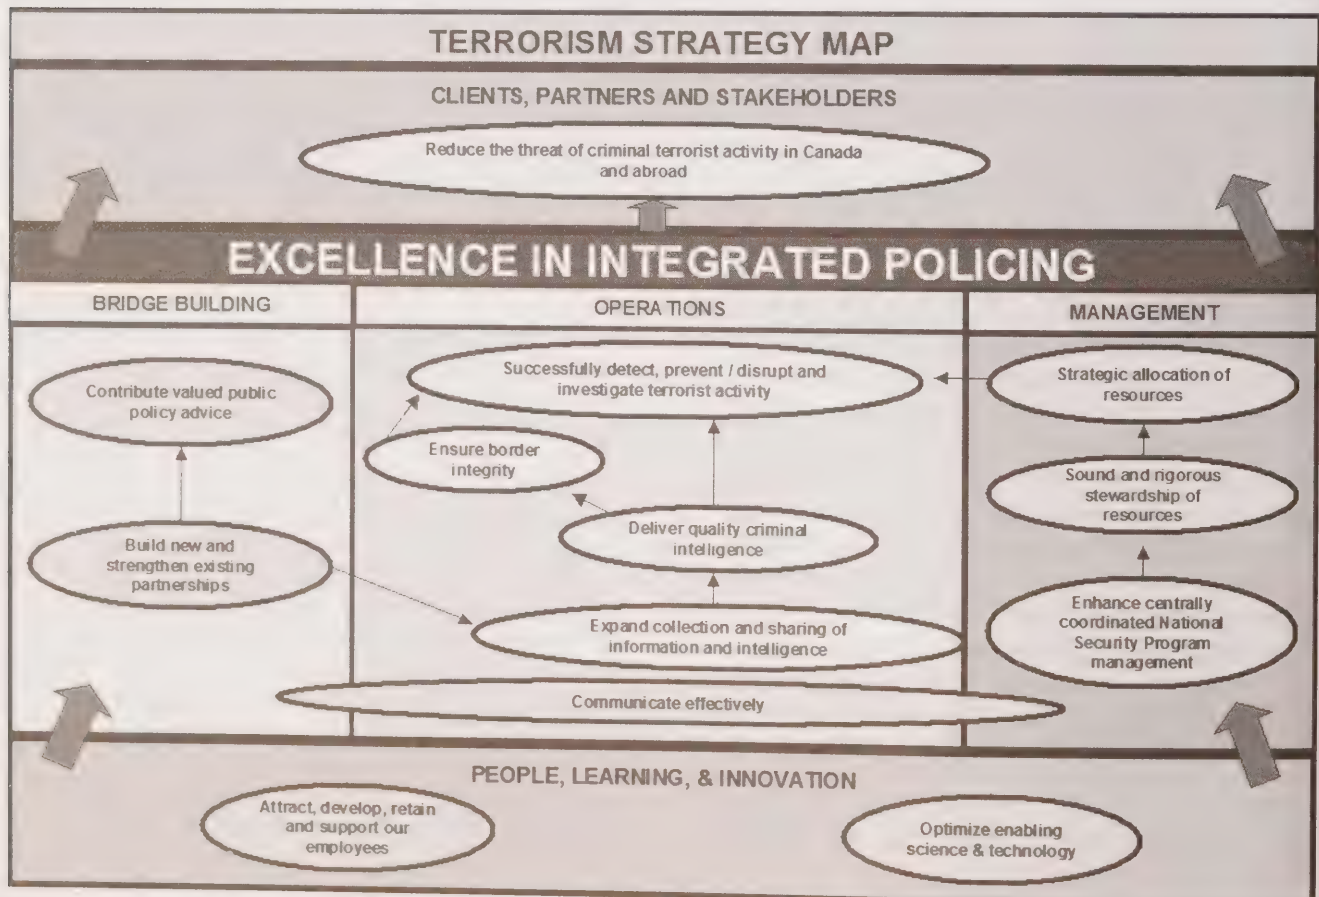 TERRORISM STRATEGY MAP
CLIENTS, PARTNERS AND STAKEHOLDERS
Reduce the threat of criminal terrorist activity in Canada
and abroad
EXCELLENCE IN INTEGRATED POLICING
BRIDGE BUILDING
Contribute valued public
policy advice
Build new and
strengthen existing
partnerships
OPERATIONS
Successfully detect, prevent / disrupt and
investigate terrorist activity
Ensure border
integrity
Deliver quality criminal
intelligence
Expand collection and sharing of
information and intelligence
MANAGEMENT
Strategic allocation of
resources
Sound and rigorous
stewardship of
resources
Enhance centrally
coordinated National
Security Program
management
Communicate effectively
PEOPLE, LEARNING, & INNOVATION
Attract, develop, retain
and support our
employees
Optimize enabling
science & technology